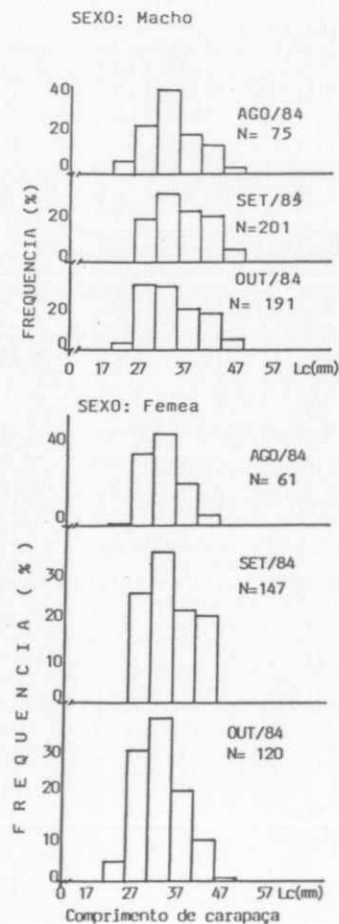 SEXO: Macho
40
20
0
AGO/84
N= 75
20
0
SET/84
N=201
20
0
OUT/84
N= 191
FREQUENCIA (%)
0 17 27 37 47 57 Lc(mm)
SEXO: Femea
40
0
AGO/84
N= 61
30
20
10
0
SET/84
N=147
30
20
10
0
OUT/84
N= 120
FREQUENCIA (%)
0 17 27 37 47 57 Lc(mm)
Comprimento de carapaça